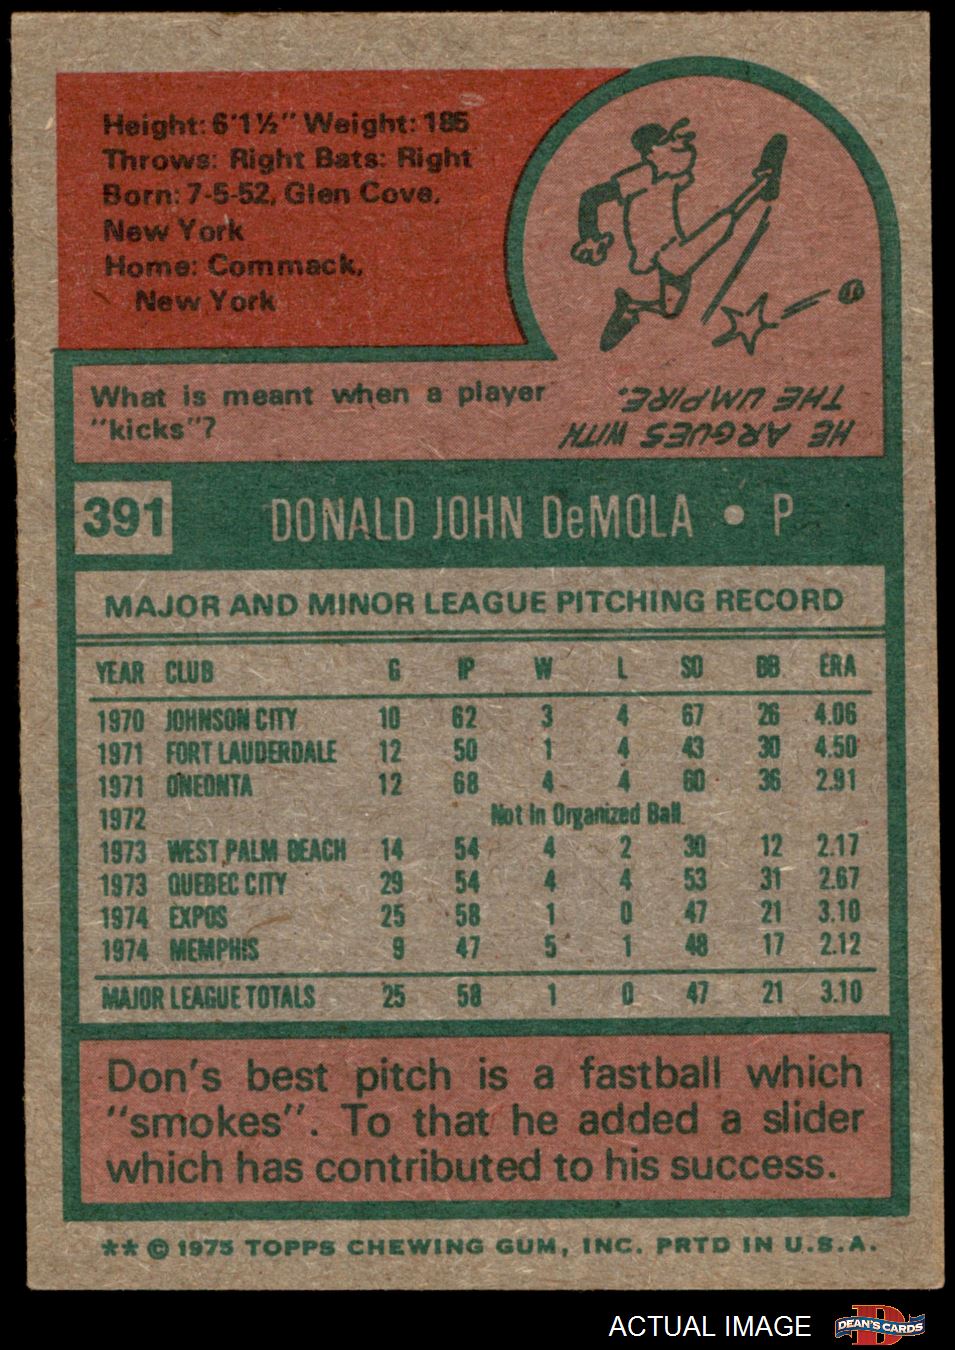 Height: 6'1½" Weight: 185
Throws: Right Bats: Right
Born: 7-5-52, Glen Cove,
New York
Home: Commack,
New York
What is meant when a player
"kicks"?
HE ARGUES WITH
THE UMPIRE.
391 DONALD JOHN DeMOLA • P
MAJOR AND MINOR LEAGUE PITCHING RECORD
YEAR CLUB G IP W L SO BB ERA
1970 JOHNSON CITY 10 62 3 4 67 26 4.06
1971 FORT LAUDERDALE 12 50 1 4 43 30 4.50
1971 ONEONTA 12 68 4 4 60 36 2.91
1972 Not In Organized Ball
1973 WEST PALM BEACH 14 54 4 2 30 12 2.17
1973 QUEBEC CITY 29 54 4 4 53 31 2.67
1974 EXPOS 25 58 1 0 47 21 3.10
1974 MEMPHIS 9 47 5 1 48 17 2.12
MAJOR LEAGUE TOTALS 25 58 1 0 47 21 3.10
Don's best pitch is a fastball which
"smokes". To that he added a slider
which has contributed to his success.
** © 1975 TOPPS CHEWING GUM, INC. PRTD IN U.S.A.
ACTUAL IMAGE
D
DEAN'S CARDS